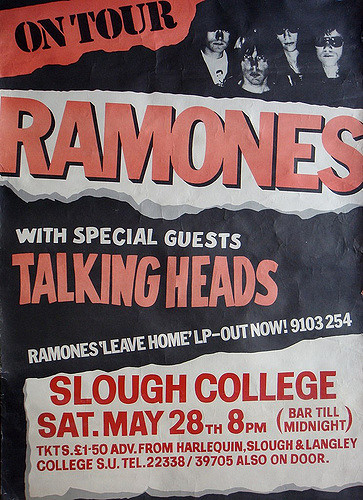 ON TOUR
RAMONES
WITH SPECIAL GUESTS
TALKING HEADS
RAMONES 'LEAVE HOME' LP-OUT NOW! 9103 254
SLOUGH COLLEGE
SAT. MAY 28TH 8PM (BAR TILL MIDNIGHT)
TKTS. £1·50 ADV. FROM HARLEQUIN, SLOUGH & LANGLEY
COLLEGE S.U. TEL. 22338 / 39705 ALSO ON DOOR.